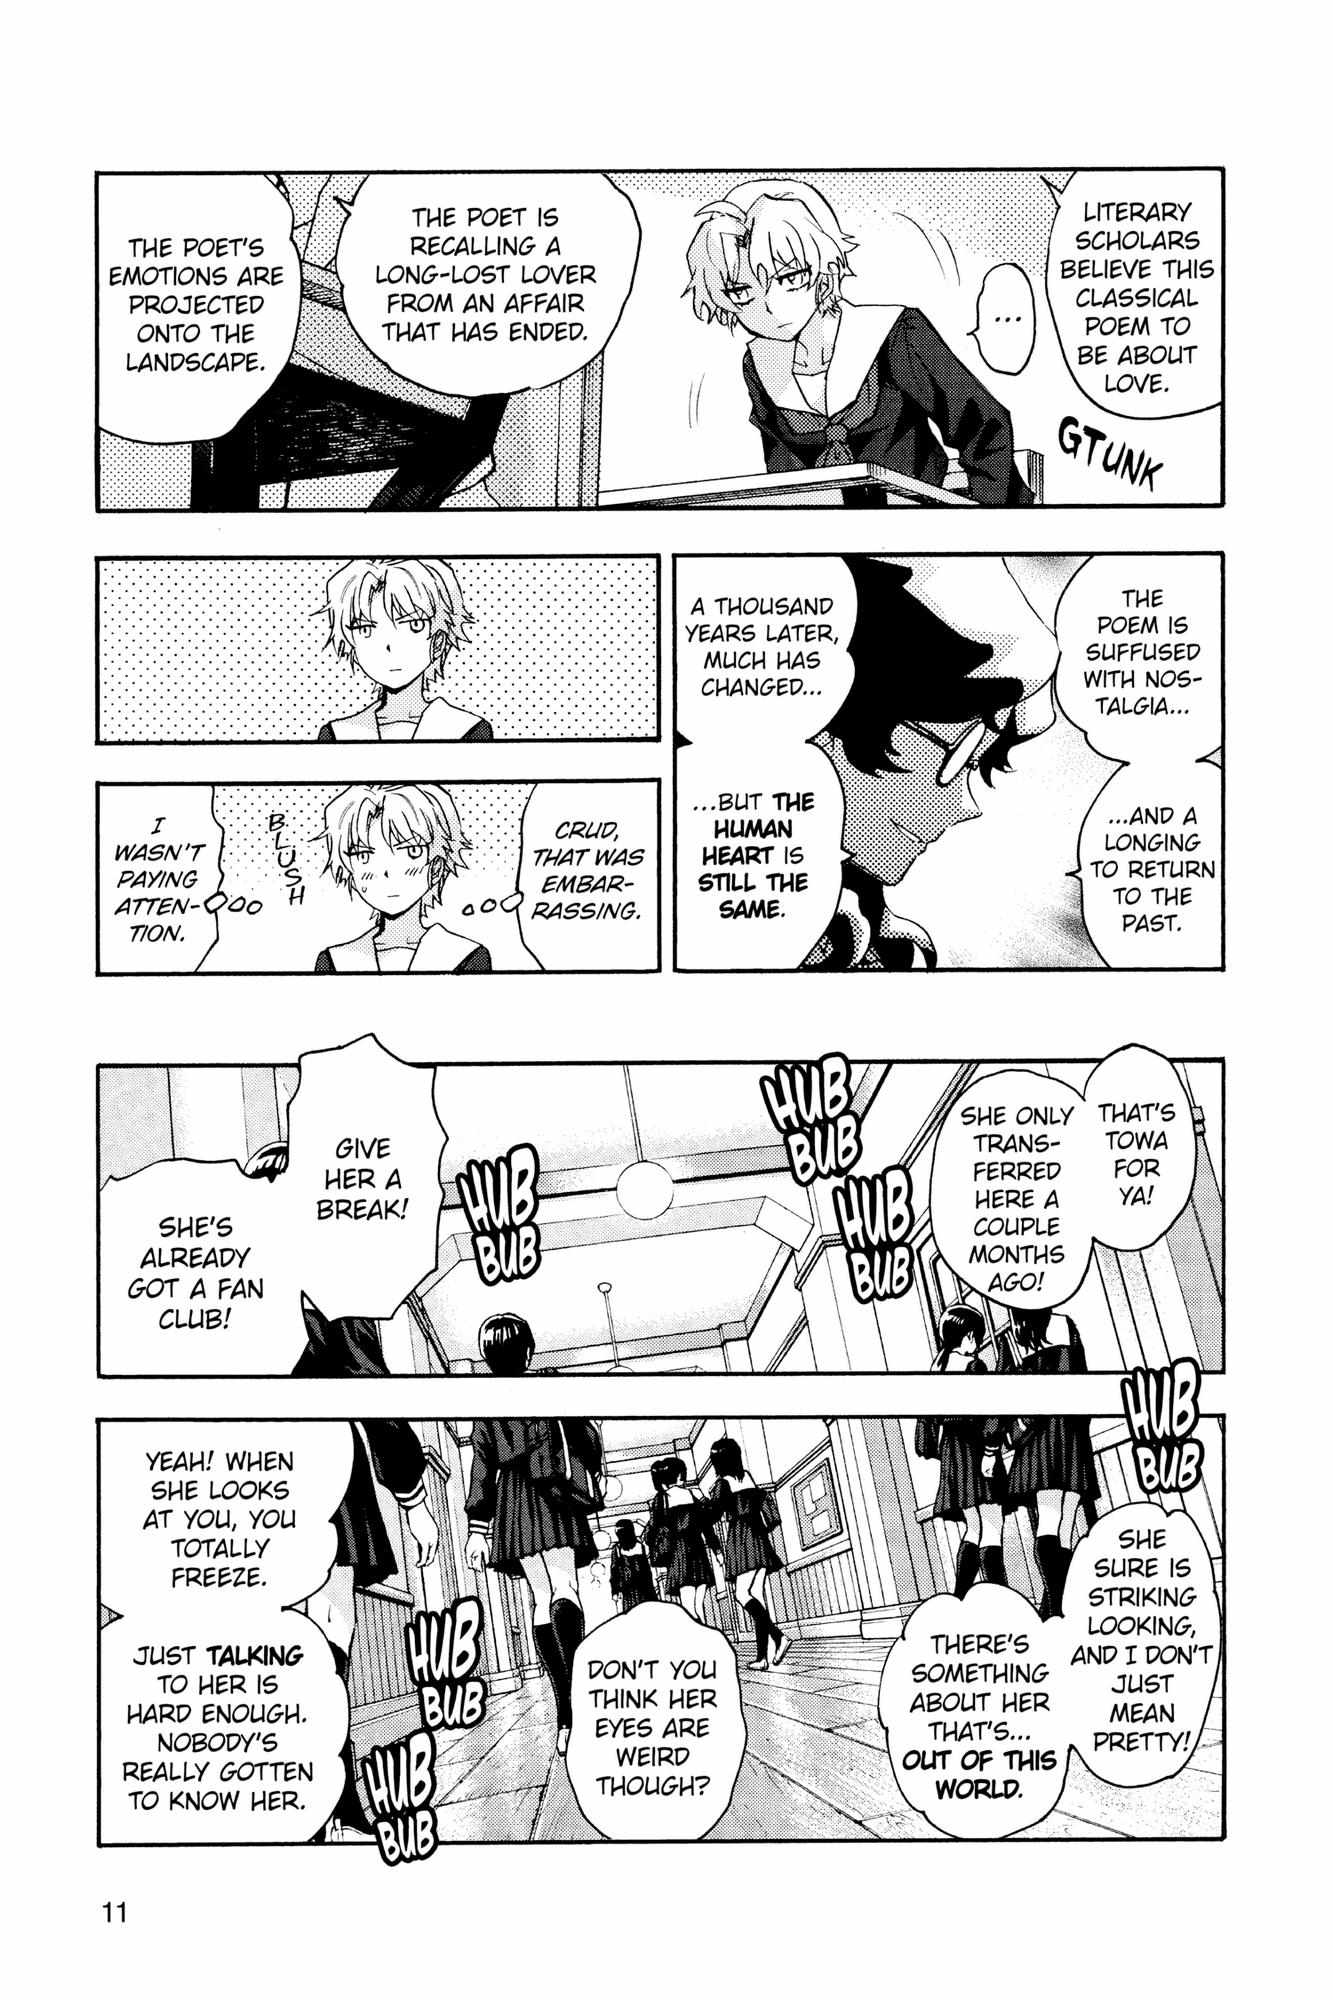 LITERARY
SCHOLARS
BELIEVE THIS
CLASSICAL
POEM TO
BE ABOUT
LOVE.
...
GTUNK
THE POET IS
RECALLING A
LONG-LOST LOVER
FROM AN AFFAIR
THAT HAS ENDED.
THE POET'S
EMOTIONS ARE
PROJECTED
ONTO THE
LANDSCAPE.
THE
POEM IS
SUFFUSED
WITH NOS-
TALGIA...
...AND A
LONGING
TO RETURN
TO THE
PAST.
A THOUSAND
YEARS LATER,
MUCH HAS
CHANGED...
...BUT THE
HUMAN
HEART IS
STILL THE
SAME.
CRUD,
THAT WAS
EMBAR-
RASSING.
BLUSH
I
WASN'T
PAYING
ATTEN-
TION.
THAT'S
TOWA
FOR
YA!
SHE ONLY
TRANS-
FERRED
HERE A
COUPLE
MONTHS
AGO!
HUB
BUB
HUB
BUB
HUB
BUB
GIVE
HER A
BREAK!
SHE'S
ALREADY
GOT A FAN
CLUB!
HUB
BUB
SHE
SURE IS
STRIKING
LOOKING,
AND I DON'T
JUST
MEAN
PRETTY!
THERE'S
SOMETHING
ABOUT HER
THAT'S...
OUT OF THIS
WORLD.
DON'T YOU
THINK HER
EYES ARE
WEIRD
THOUGH?
YEAH! WHEN
SHE LOOKS
AT YOU, YOU
TOTALLY
FREEZE.
HUB
BUB
JUST TALKING
TO HER IS
HARD ENOUGH.
NOBODY'S
REALLY GOTTEN
TO KNOW HER.
HUB
BUB
11